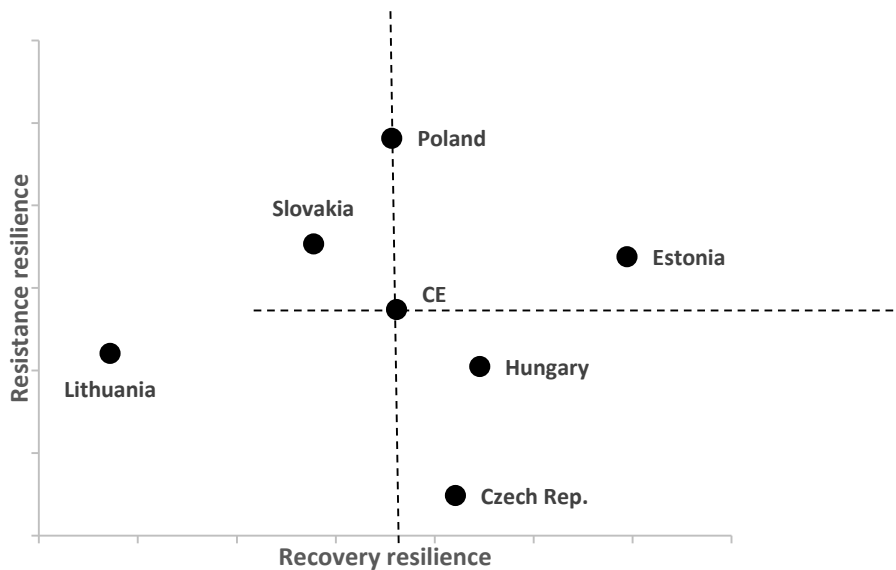 Poland
Slovakia
Estonia
CE
Hungary
Lithuania
Czech Rep.
Resistance resilience
Recovery resilience